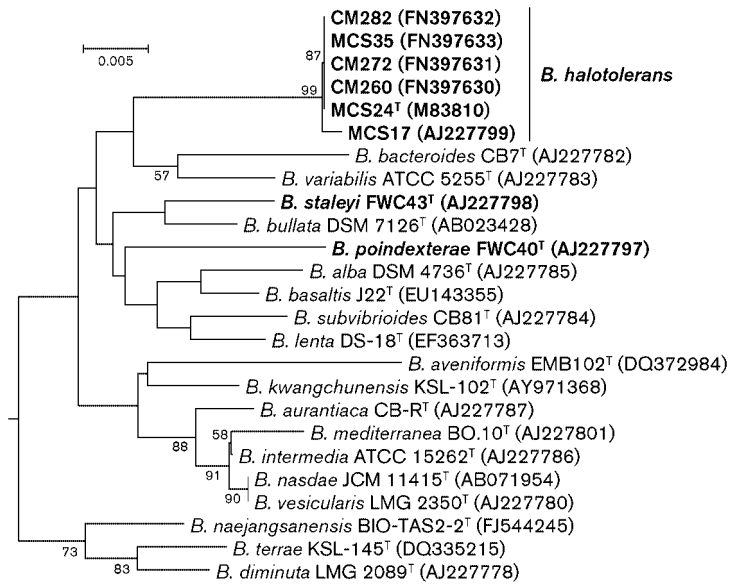 CM282 (FN397632)
87
MCS35 (FN397633)
0.005
CM272 (FN397631)
B. halotolerans
CM260 (FN397630)
99
MCS24ᵀ (M83810)
MCS17 (AJ227799)
B. bacteroides CB7ᵀ (AJ227782)
57
B. variabilis ATCC 5255ᵀ (AJ227783)
B. staleyi FWC43ᵀ (AJ227798)
B. bullata DSM 7126ᵀ (AB023428)
B. poindexterae FWC40ᵀ (AJ227797)
B. alba DSM 4736ᵀ (AJ227785)
B. basaltis J22ᵀ (EU143355)
B. subvibrioides CB81ᵀ (AJ227784)
B. lenta DS-18ᵀ (EF363713)
B. aveniformis EMB102ᵀ (DQ372984)
B. kwangchunensis KSL-102ᵀ (AY971368)
B. aurantiaca CB-Rᵀ (AJ227787)
88
58
B. mediterranea BO.10ᵀ (AJ227801)
B. intermedia ATCC 15262ᵀ (AJ227786)
91
B. nasdae JCM 11415ᵀ (AB071954)
90
B. vesicularis LMG 2350ᵀ (AJ227780)
B. naejangsanensis BIO-TAS2-2ᵀ (FJ544245)
73
B. terrae KSL-145ᵀ (DQ335215)
83
B. diminuta LMG 2089ᵀ (AJ227778)